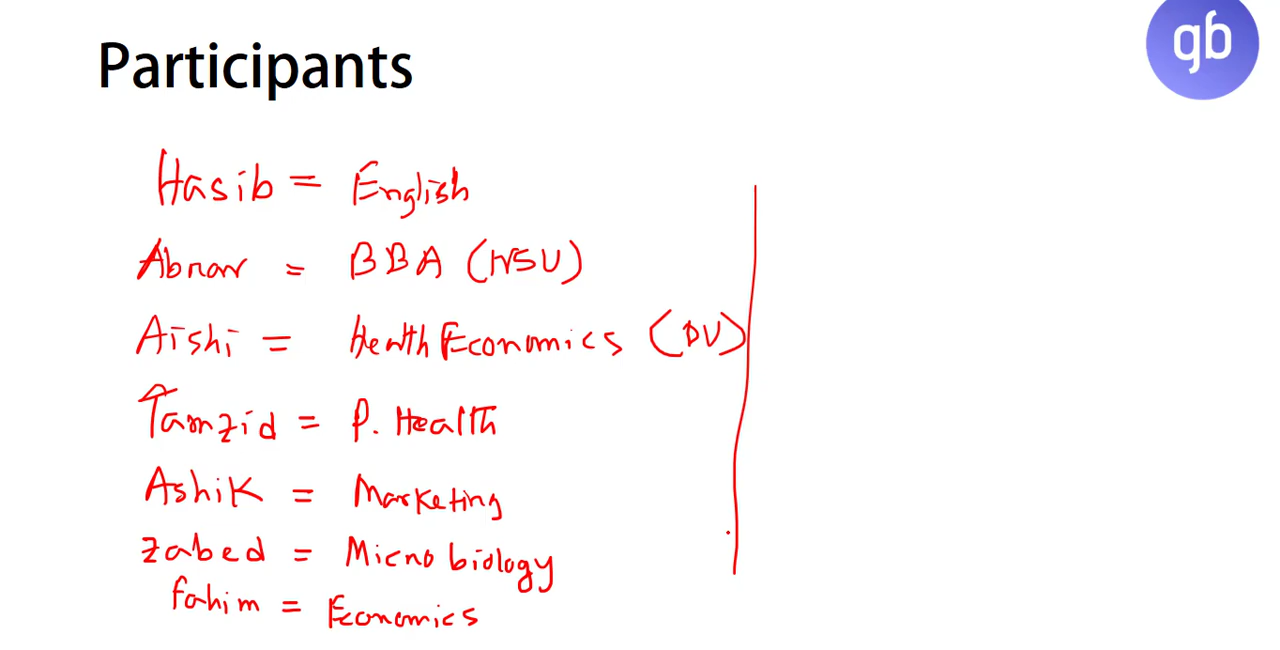 Participants
gb
Hasib = English
Abrar = BBA (NSU)
Aishi = Health Economics (DU)
Tamzid = P. Health
Ashik = Marketing
Zabed = Microbiology
Fahim = Economics